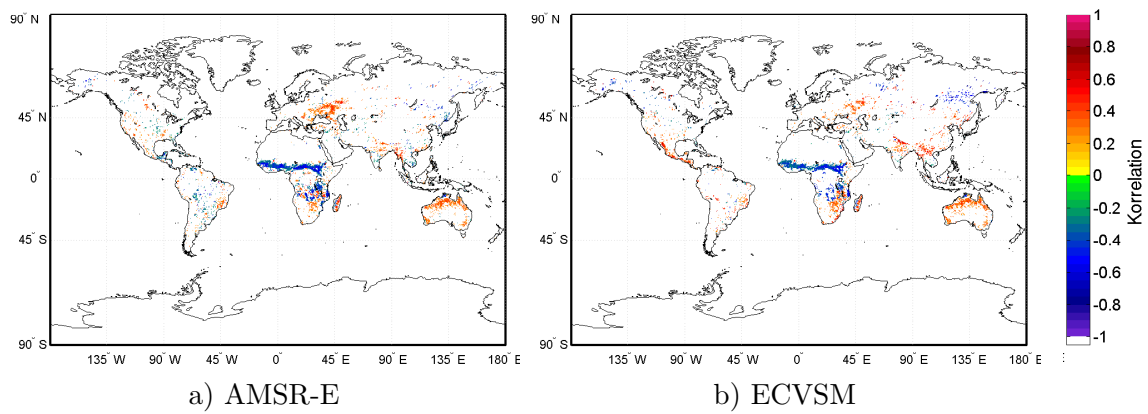 90° N
45° N
0°
45° S
90° S
135° W
90° W
45° W
0°
45° E
90° E
135° E
180° E
a) AMSR-E
90° N
45° N
0°
45° S
90° S
135° W
90° W
45° W
0°
45° E
90° E
135° E
180° E
b) ECVSM
1
0.8
0.6
0.4
0.2
0
-0.2
-0.4
-0.6
-0.8
-1
Korrelation